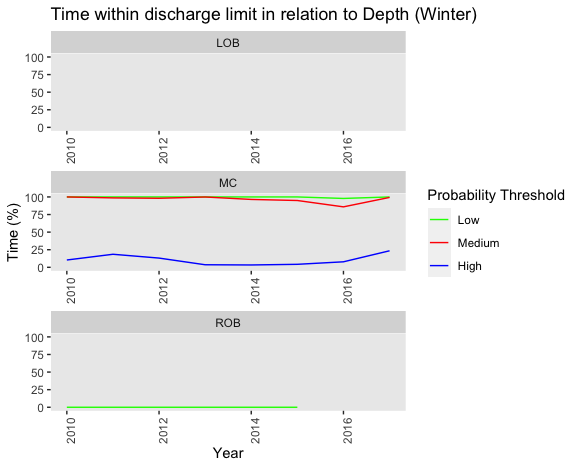 Time within discharge limit in relation to Depth (Winter)
LOB
100
75
50
25
0
2010 2012 2014 2016
MC
100
75
50
25
0
2010 2012 2014 2016
ROB
100
75
50
25
0
2010 2012 2014 2016
Time (%)
Year
Probability Threshold
Low
Medium
High